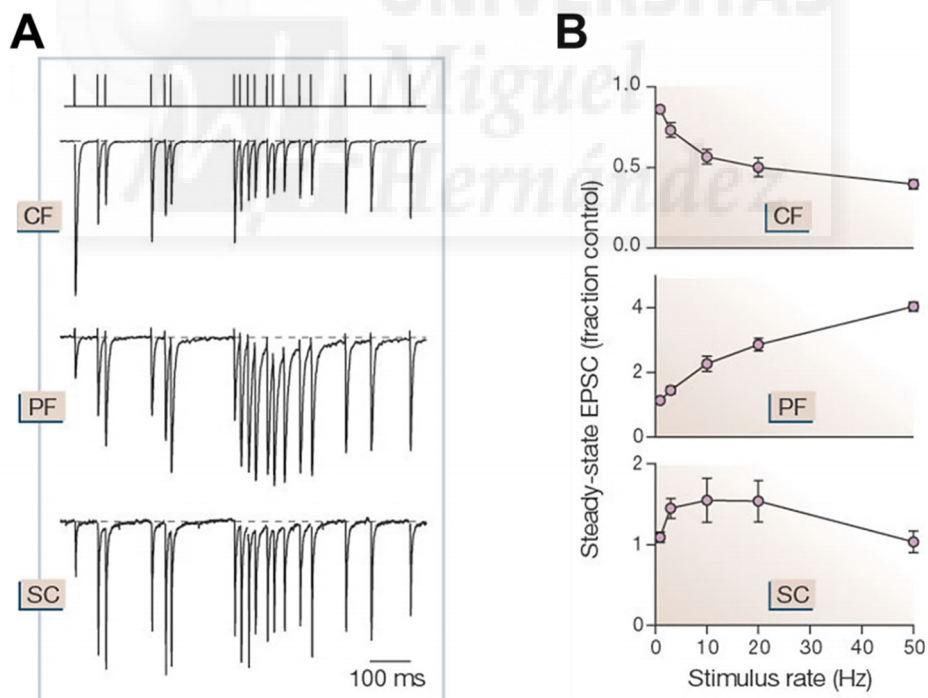 A
CF
PF
SC
100 ms
B
UNIVERSITAS
Miguel
Hernández
Steady-state EPSC (fraction control)
1.0
0.5
0.0
CF
4
2
0
PF
2
1
0
SC
0 10 20 30 40 50
Stimulus rate (Hz)